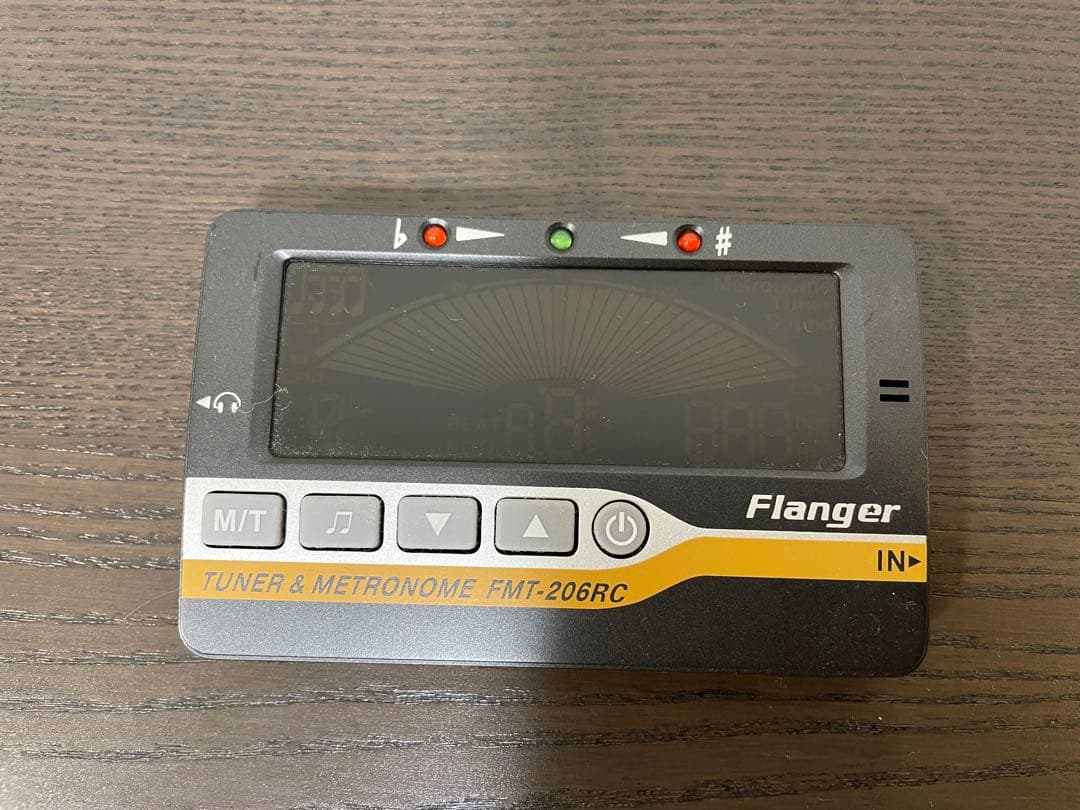 ♭ #
M/T
Flanger
IN
TUNER & METRONOME FMT-206RC